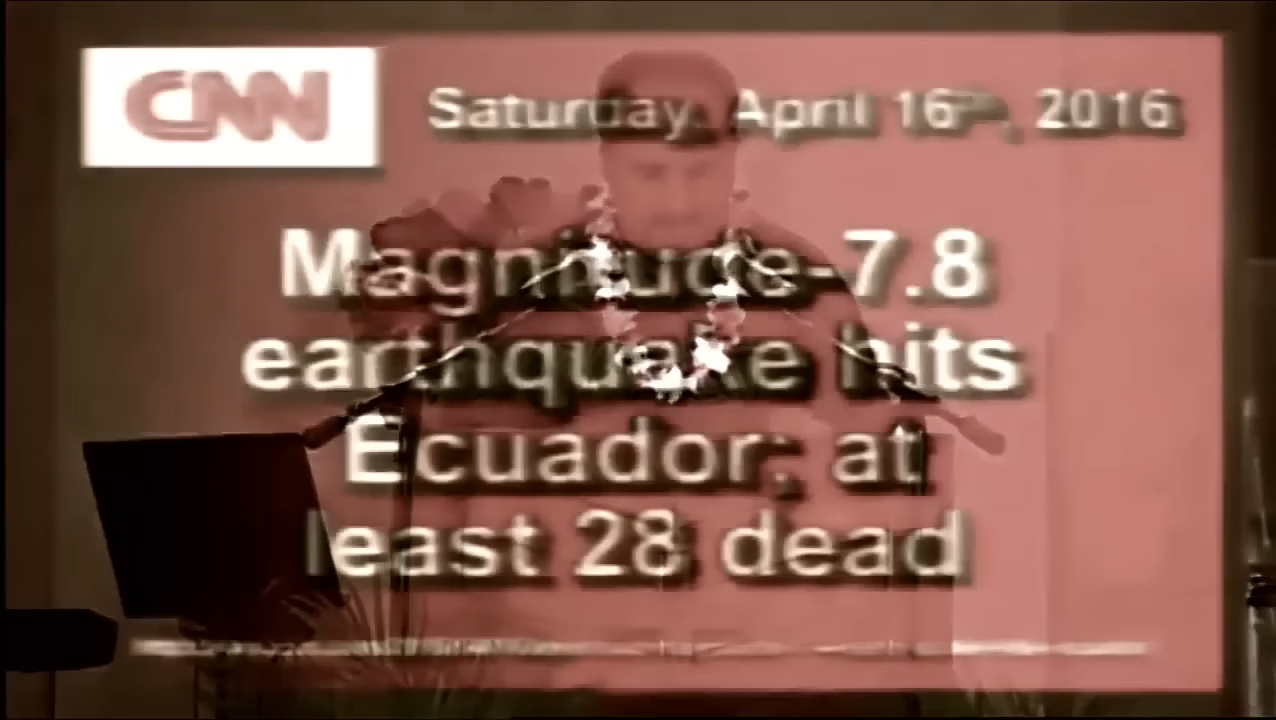 CNN
Saturday, April 16th, 2016
Magnitude-7.8
earthquake hits
Ecuador; at
least 28 dead